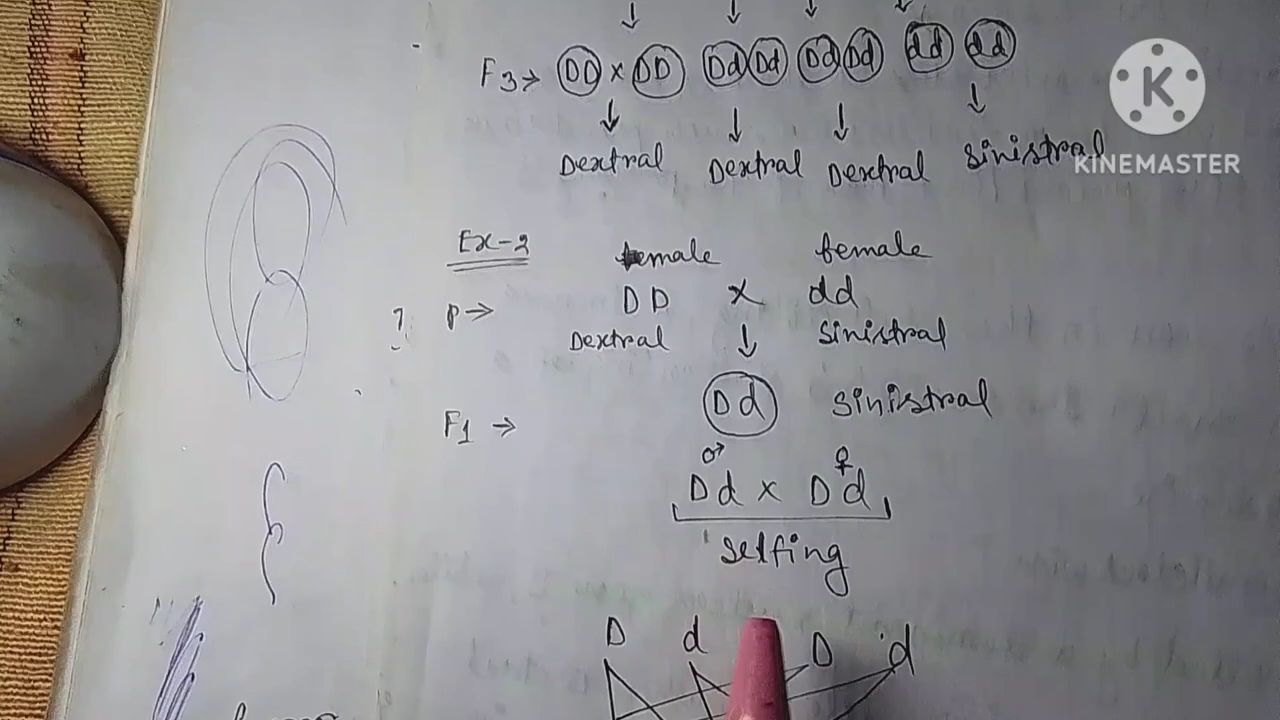 F3→ DD × DD Dd Dd Dd Dd dd dd
↓ ↓ ↓ ↓
Dextral Dextral Dextral Sinistral
K
KINEMASTER
Ex-2 female female
P→ DD × dd
Dextral ↓ Sinistral
F1 → Dd Sinistral
♂ ♀
Dd × Dd
Selfing
D d D d